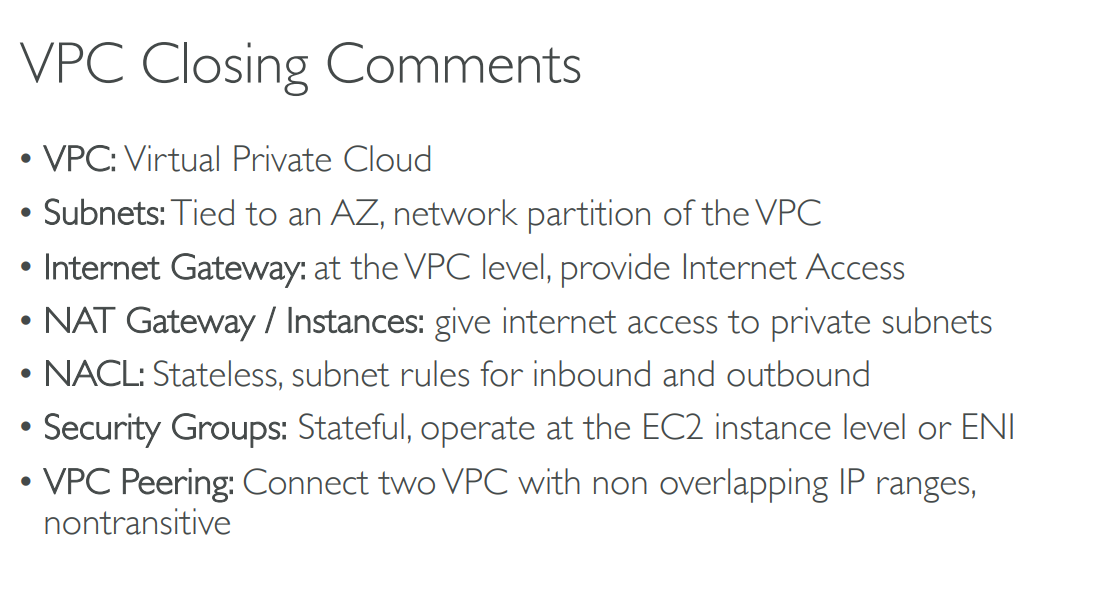 VPC Closing Comments
• VPC: Virtual Private Cloud
• Subnets: Tied to an AZ, network partition of the VPC
• Internet Gateway: at the VPC level, provide Internet Access
• NAT Gateway / Instances: give internet access to private subnets
• NACL: Stateless, subnet rules for inbound and outbound
• Security Groups: Stateful, operate at the EC2 instance level or ENI
• VPC Peering: Connect two VPC with non overlapping IP ranges,
nontransitive